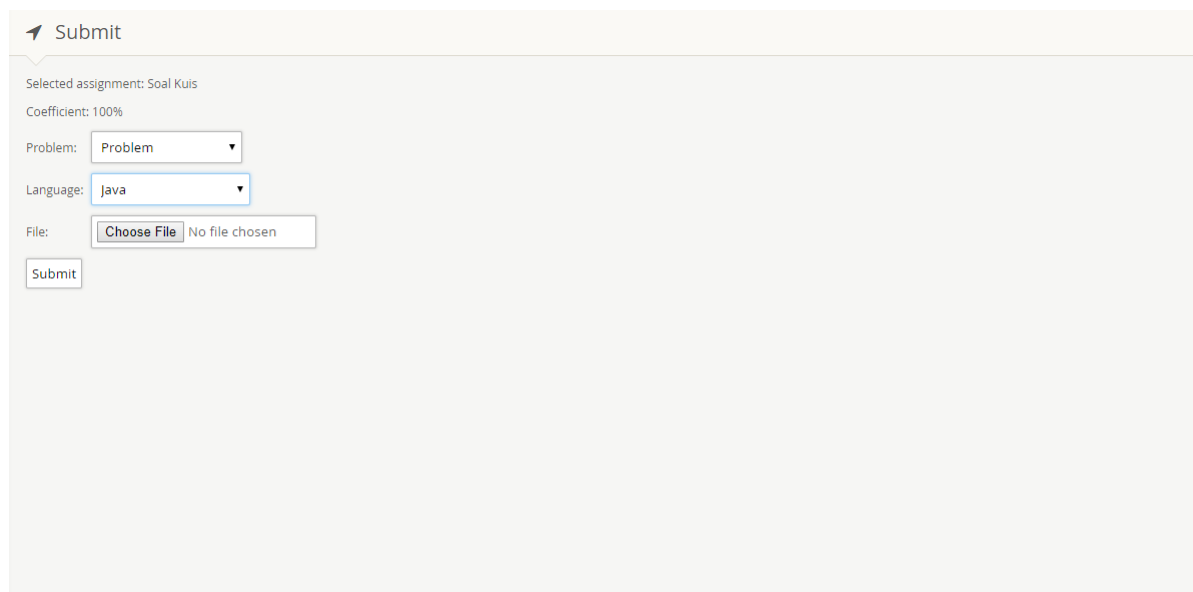 Submit
Selected assignment: Soal Kuis
Coefficient: 100%
Problem: Problem
Language: Java
File: Choose File No file chosen
Submit